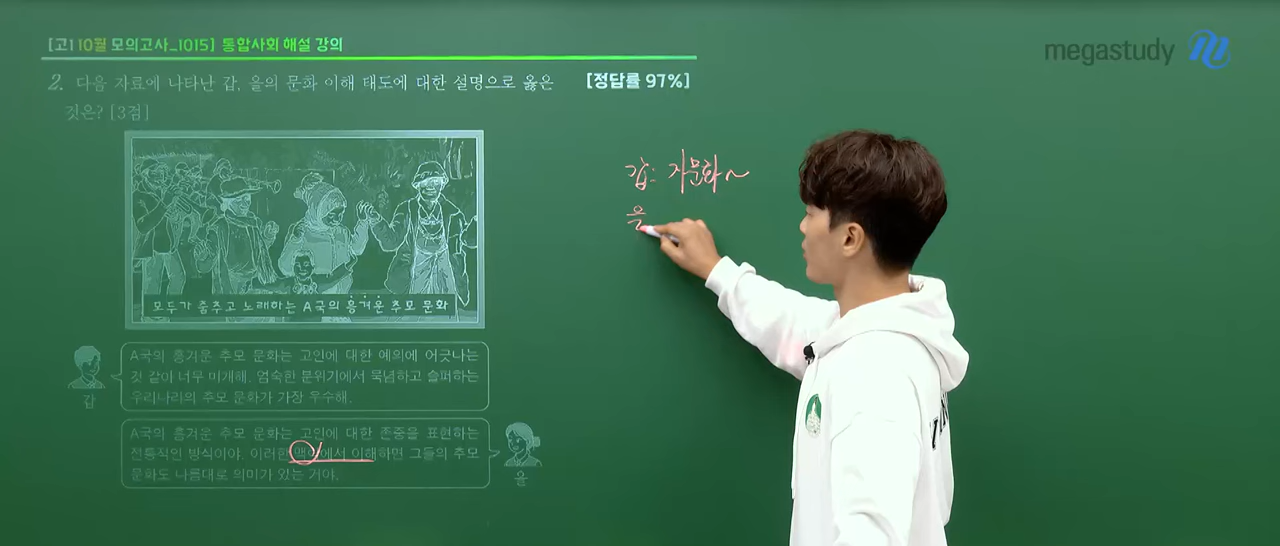 [고1 10월 모의고사_1015] 통합사회 해설 강의
megastudy
2. 다음 자료에 나타난 갑, 을의 문화 이해 태도에 대한 설명으로 옳은
것은? [3점]
[정답률 97%]
모두가 춤추고 노래하는 A국의 흥겨운 추모 문화
A국의 흥겨운 추모 문화는 고인에 대한 예의에 어긋나는
것 같아 너무 미개해. 엄숙한 분위기에서 묵념하고 슬퍼하는
우리나라의 추모 문화가 가장 우수해.
갑
A국의 흥겨운 추모 문화는 고인에 대한 존중을 표현하는
전통적인 방식이야. 이러한 맥락에서 이해하면 그들의 추모
문화도 나름대로 의미가 있는 거야.
을
갑: 자문화~
을